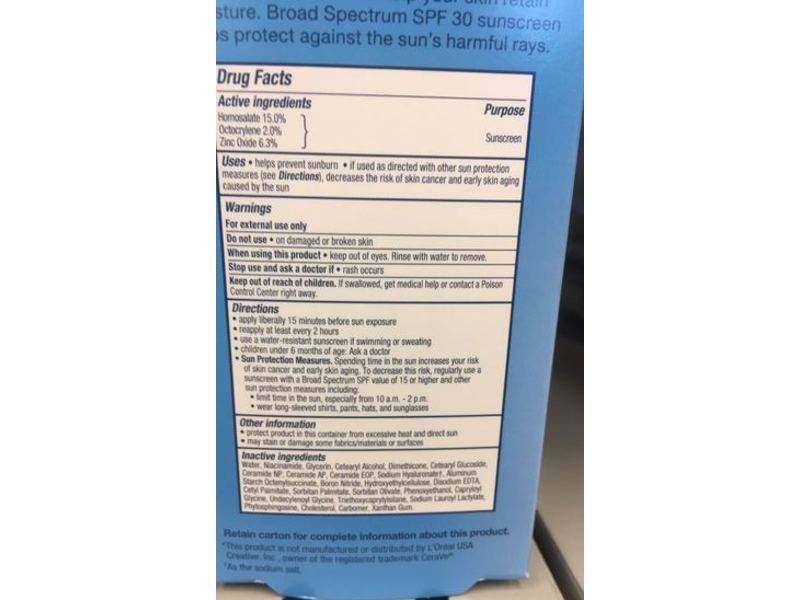 your skin retain
sture. Broad Spectrum SPF 30 sunscreen
s protect against the sun's harmful rays.
Drug Facts
Active ingredients Purpose
Homosalate 15.0%
Octocrylene 2.0%
Zinc Oxide 6.3%
Sunscreen
Uses • helps prevent sunburn • if used as directed with other sun protection
measures (see Directions), decreases the risk of skin cancer and early skin aging
caused by the sun
Warnings
For external use only
Do not use • on damaged or broken skin
When using this product • keep out of eyes. Rinse with water to remove.
Stop use and ask a doctor if • rash occurs
Keep out of reach of children. If swallowed, get medical help or contact a Poison
Control Center right away.
Directions
• apply liberally 15 minutes before sun exposure
• reapply at least every 2 hours
• use a water-resistant sunscreen if swimming or sweating
• children under 6 months of age: Ask a doctor
• Sun Protection Measures. Spending time in the sun increases your risk
of skin cancer and early skin aging. To decrease this risk, regularly use a
sunscreen with a Broad Spectrum SPF value of 15 or higher and other
sun protection measures including:
• limit time in the sun, especially from 10 a.m. - 2 p.m.
• wear long-sleeved shirts, pants, hats, and sunglasses
Other information
• protect product in this container from excessive heat and direct sun
• may stain or damage some fabrics/materials or surfaces
Inactive ingredients
Water, Niacinamide, Glycerin, Cetearyl Alcohol, Dimethicone, Cetearyl Glucoside,
Ceramide NP, Ceramide AP, Ceramide EOP, Sodium Hyaluronate†, Aluminum
Starch Octenylsuccinate, Boron Nitride, Hydroxyethylcellulose, Disodium EDTA,
Cetyl Palmitate, Sorbitan Palmitate, Sorbitan Olivate, Phenoxyethanol, Capryloyl
Glycine, Undecylenoyl Glycine, Triethoxycaprylylsilane, Sodium Lauroyl Lactylate,
Phytosphingosine, Cholesterol, Carbomer, Xanthan Gum.
Retain carton for complete information about this product.
*This product is not manufactured or distributed by L'Oréal USA
Creative, Inc., owner of the registered trademark CeraVe®.
†As the sodium salt.